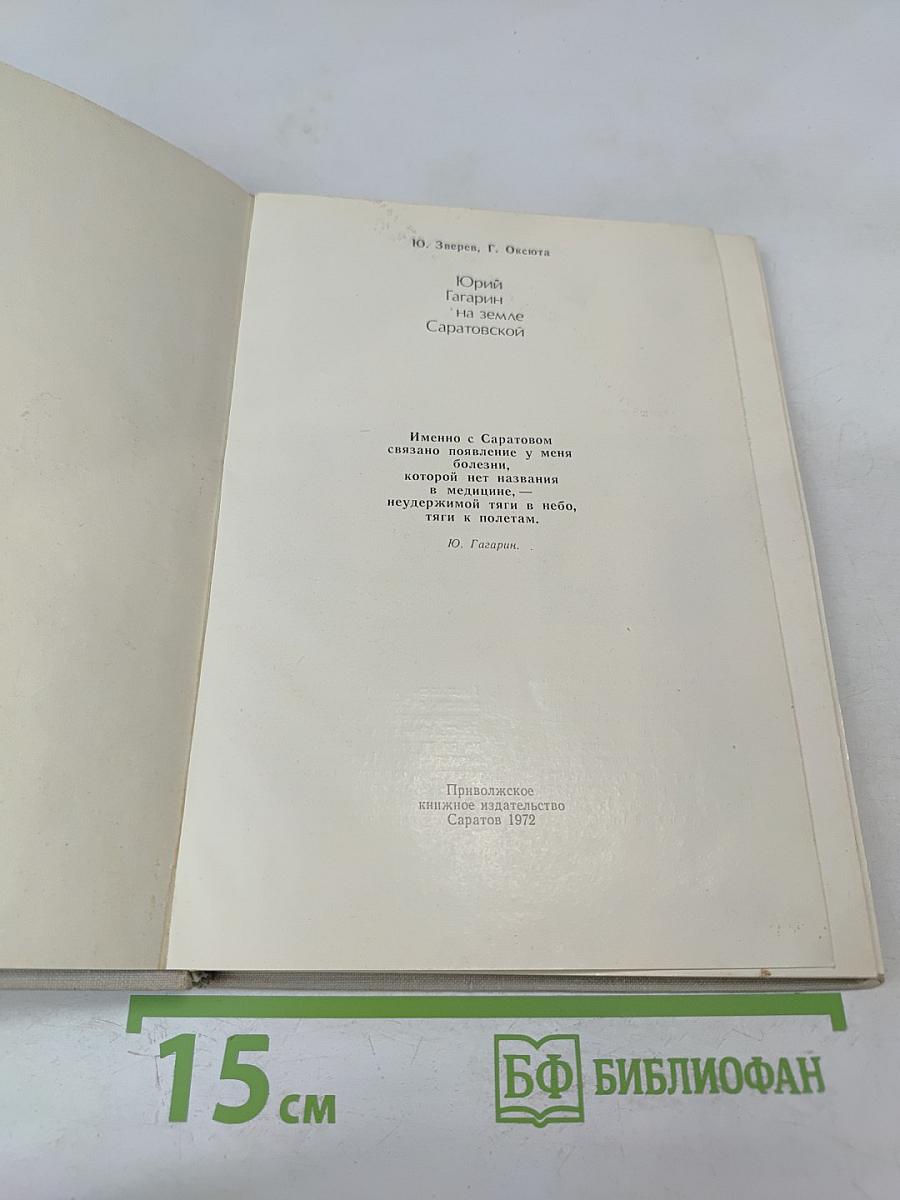 Ю. Зверев, Г. Оксюта
Юрий
Гагарин
на земле
Саратовской
Именно с Саратовом
связано появление у меня
болезни,
которой нет названия
в медицине, —
неудержимой тяги в небо,
тяги к полетам.
Ю. Гагарин.
Приволжское
книжное издательство
Саратов 1972
15 см
БФ БИБЛИОФАН